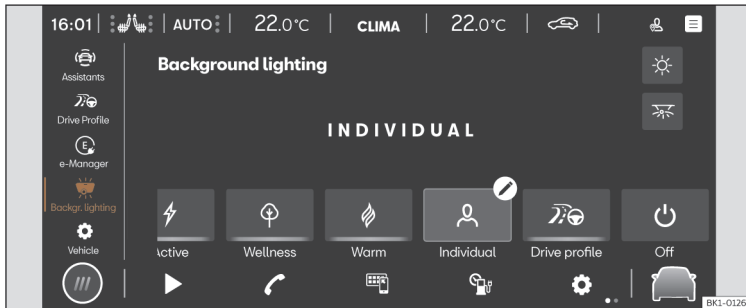 16:01 AUTO 22.0°C CLIMA 22.0°C
Assistants
Drive Profile
E
e-Manager
Backgr. lighting
Vehicle
Background lighting
INDIVIDUAL
Active Wellness Warm Individual Drive profile Off
BK1-0126